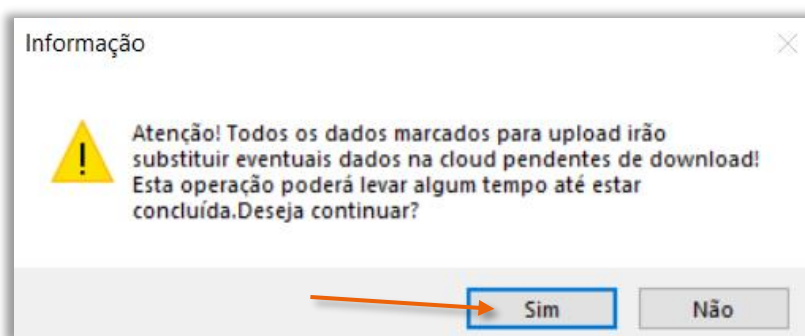 Informação
Atenção! Todos os dados marcados para upload irão
substituir eventuais dados na cloud pendentes de download!
Esta operação poderá levar algum tempo até estar
concluída.Deseja continuar?
Sim Não